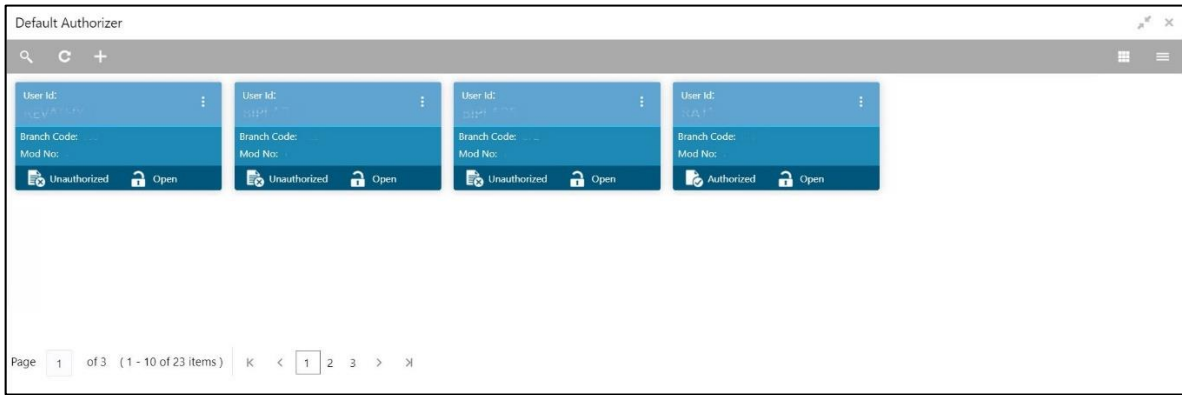 Default Authorizer
User Id: User Id: User Id: User Id:
Branch Code: Branch Code: Branch Code: Branch Code:
Mod No: Mod No: Mod No: Mod No:
Unauthorized Open Unauthorized Open Unauthorized Open Authorized Open
Page 1 of 3 ( 1 - 10 of 23 items ) 1 2 3